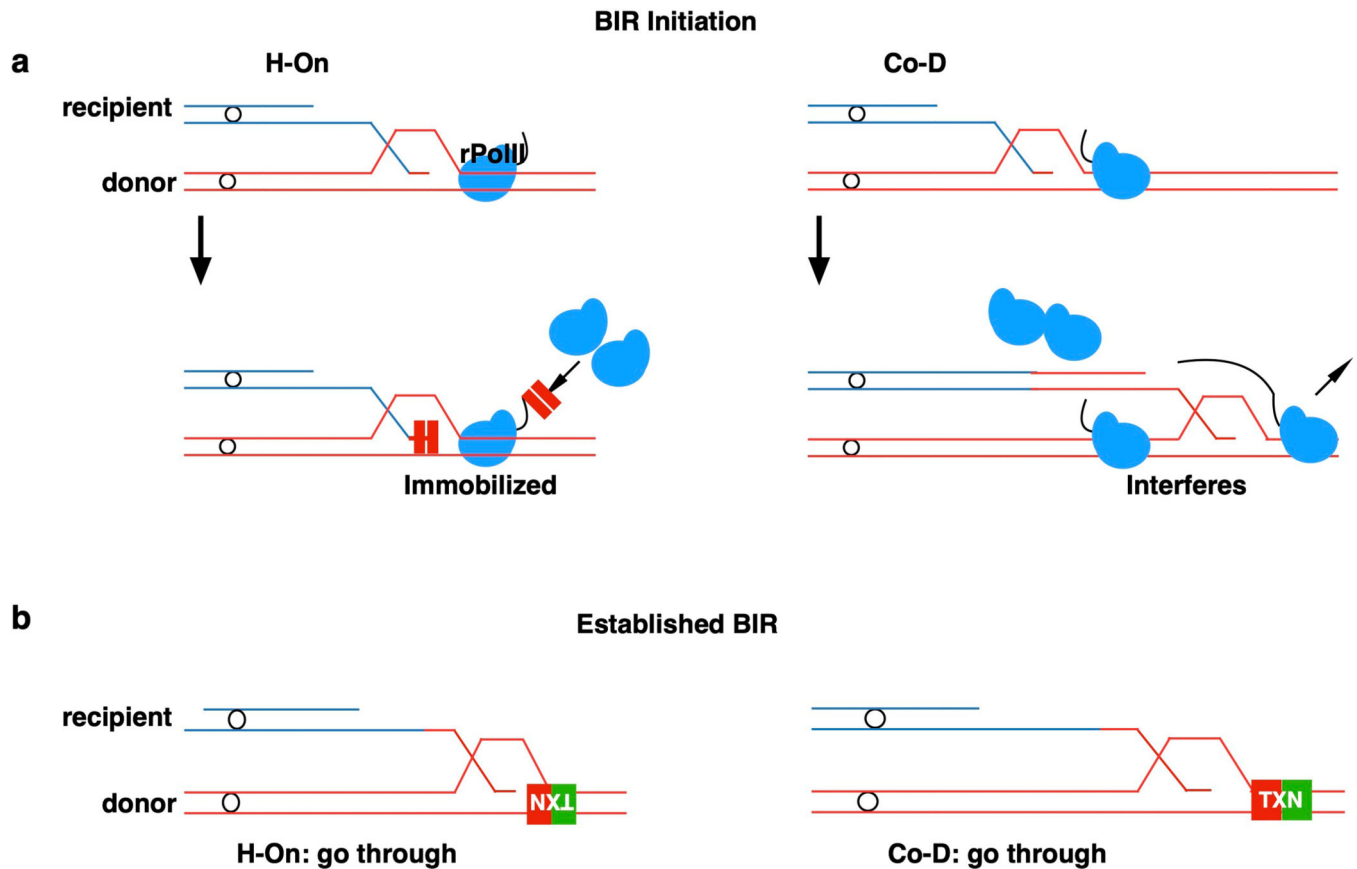 BIR Initiation
a
H-On
Co-D
recipient
rPolII
donor
Immobilized
Interferes
b
Established BIR
recipient
donor
TXN
TXN
H-On: go through
Co-D: go through